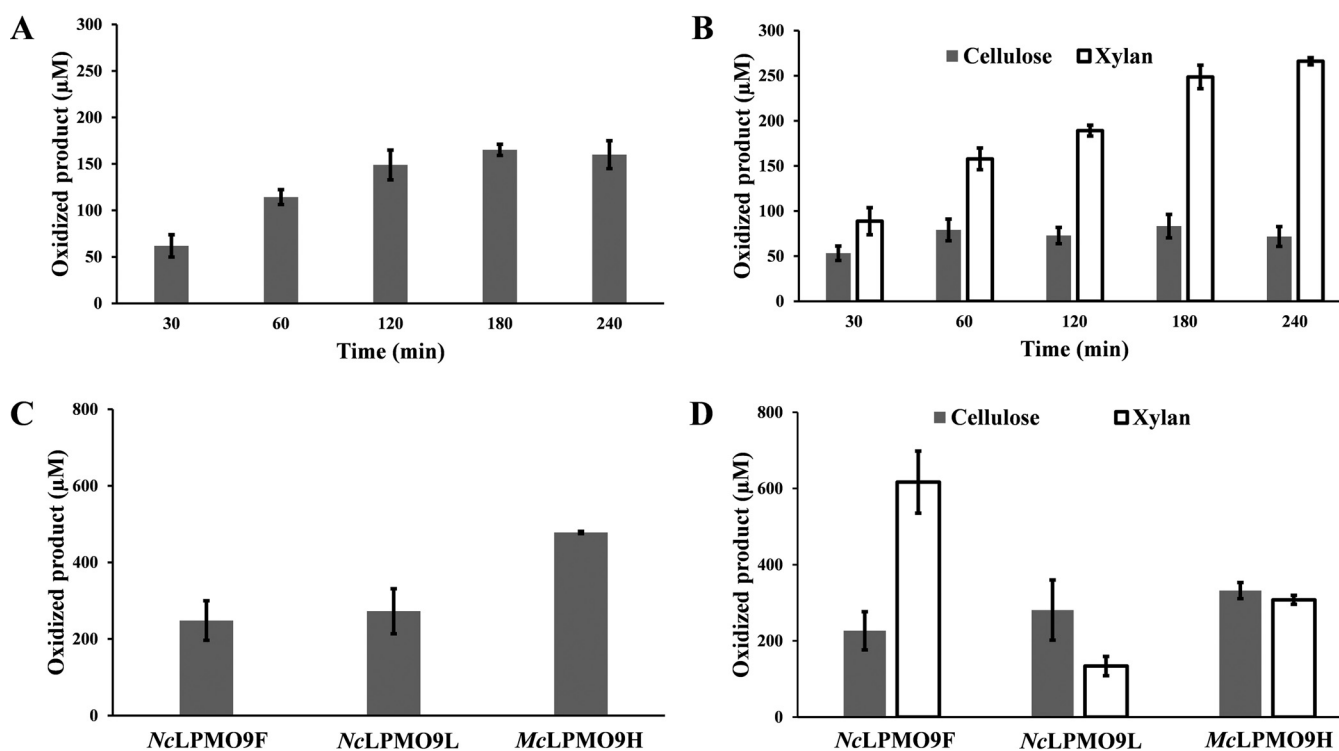 A
Oxidized product (µM)
300
250
200
150
100
50
0
30 60 120 180 240
Time (min)
B
Cellulose Xylan
Oxidized product (µM)
300
250
200
150
100
50
0
30 60 120 180 240
Time (min)
C
Oxidized product (µM)
800
600
400
200
0
NcLPMO9F NcLPMO9L McLPMO9H
D
Cellulose Xylan
Oxidized product (µM)
800
600
400
200
0
NcLPMO9F NcLPMO9L McLPMO9H